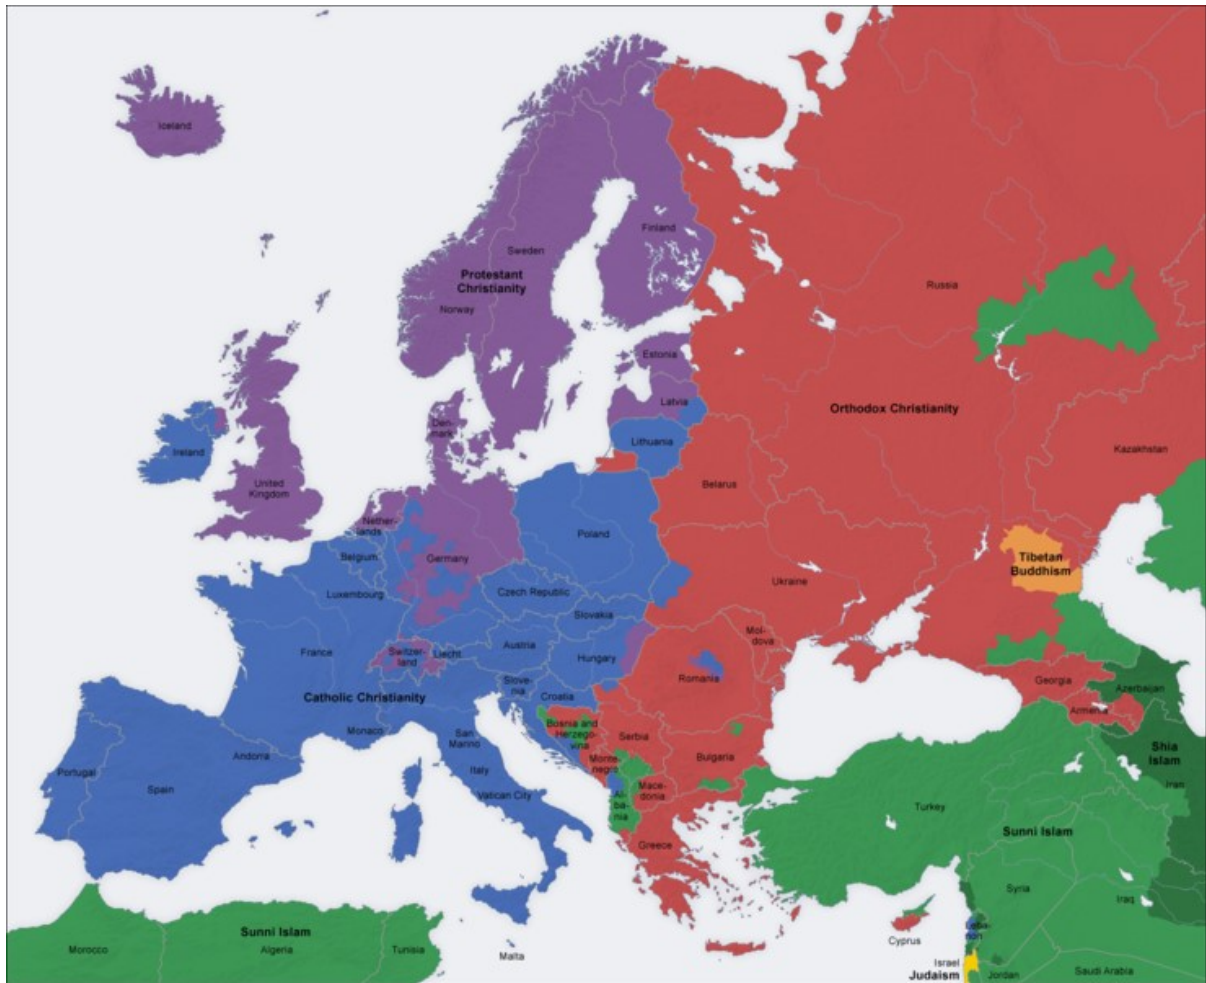 Iceland
Finland
Sweden
Protestant
Christianity
Norway
Russia
Estonia
Latvia
Den-
mark
Lithuania
Orthodox Christianity
Ireland
Kazakhstan
United
Kingdom
Belarus
Nether-
lands
Poland
Belgium
Germany
Tibetan
Buddhism
Ukraine
Luxembourg
Czech Republic
Slovakia
Mol-
dova
Austria
France
Switzer-
land
Liecht
Hungary
Romania
Georgia
Slove-
nia
Croatia
Azerbaijan
Catholic Christianity
Armenia
Bosnia and
Herzego-
vina
Serbia
Monaco
San
Marino
Shia
Islam
Andorra
Monte-
negro
Bulgaria
Portugal
Spain
Italy
Vatican City
Mace-
donia
Iran
Al-
ba-
nia
Turkey
Sunni Islam
Greece
Syria
Iraq
Sunni Islam
Leba-
non
Cyprus
Morocco
Algeria
Tunisia
Malta
Israel
Judaism
Jordan
Saudi Arabia